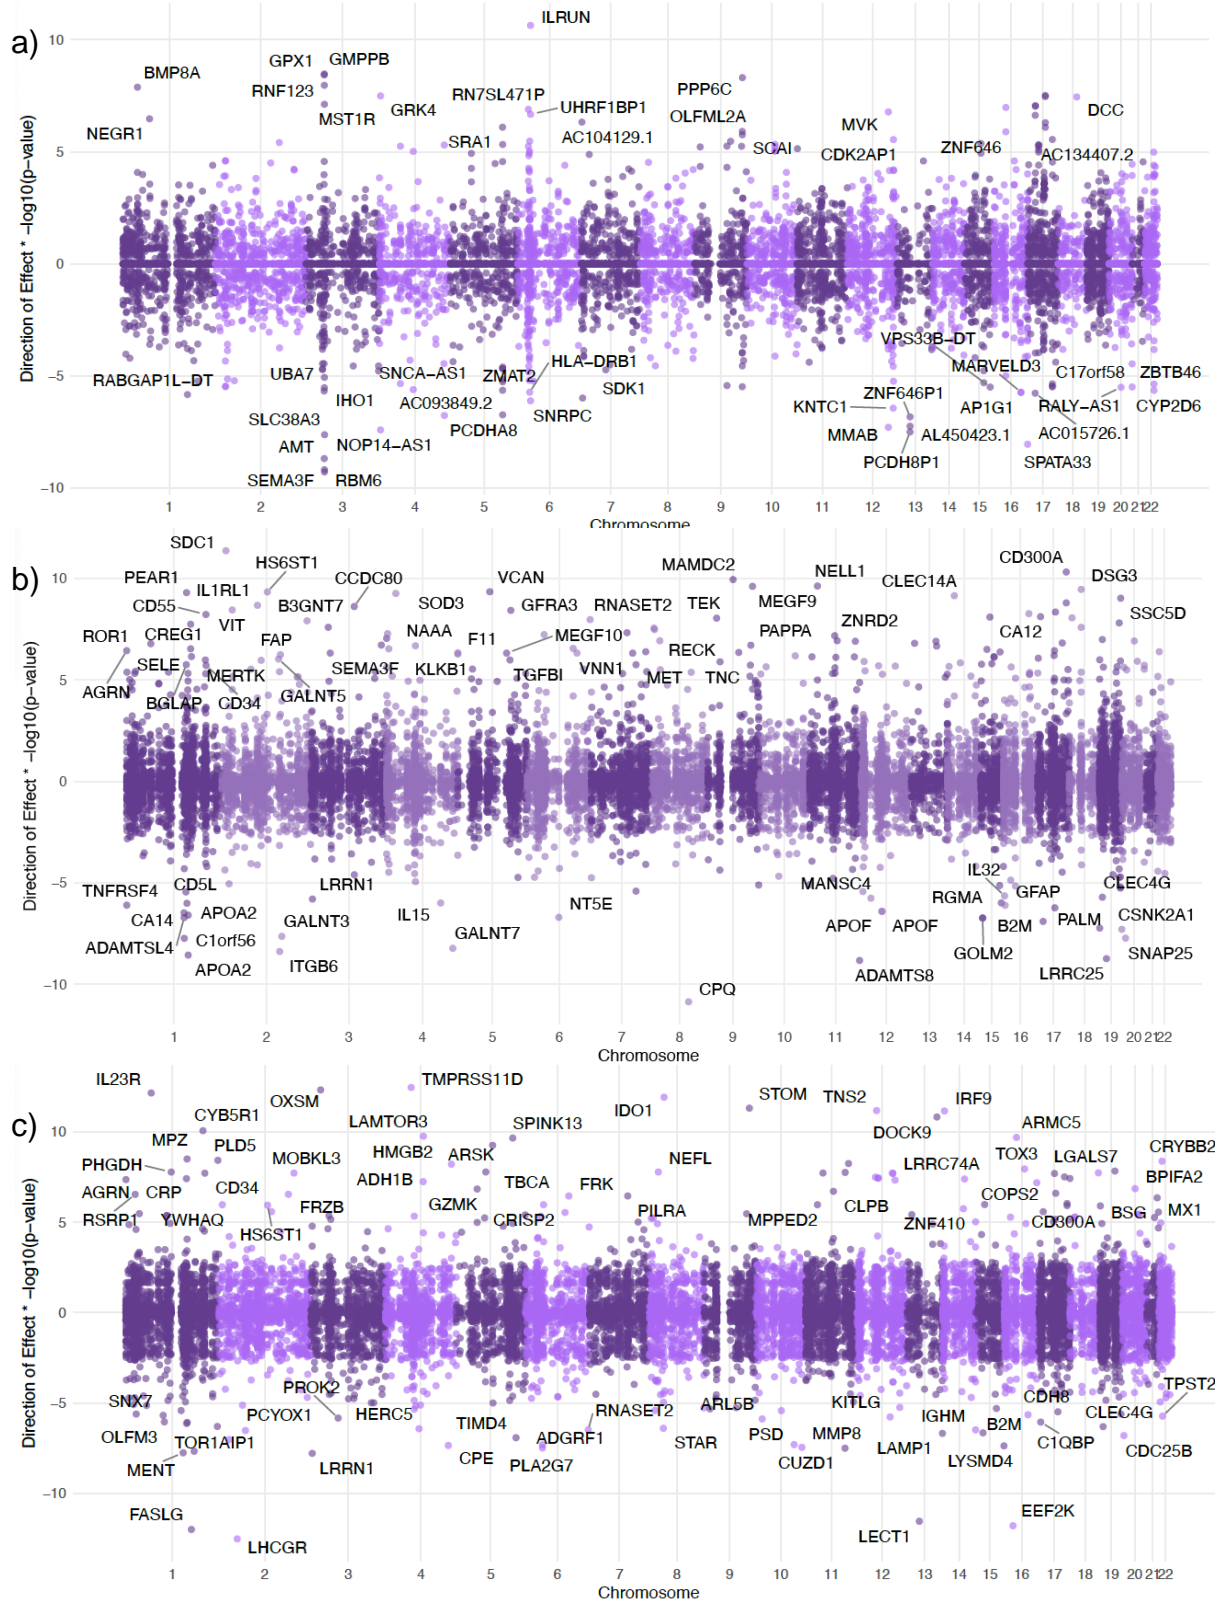 a)
ILRUN
10
GPX1 GMPPB
BMP8A
RNF123
RN7SL471P
PPP6C
MST1R
GRK4
UHRF1BP1
OLFML2A
DCC
NEGR1
SRA1
AC104129.1
MVK
SCAI
CDK2AP1
ZNF646
AC134407.2
5
0
Direction of Effect * −log10(p−value)
−5
VPS33B−DT
HLA−DRB1
MARVELD3
RABGAP1L−DT
UBA7
SNCA−AS1
ZMAT2
SDK1
C17orf58
ZBTB46
IHO1
AC093849.2
ZNF646P1
SLC38A3
SNRPC
KNTC1
AP1G1
RALY−AS1
CYP2D6
PCDHA8
AMT
NOP14−AS1
MMAB
AL450423.1
AC015726.1
PCDH8P1
SPATA33
SEMA3F RBM6
−10
1 2 3 4 5 6 7 8 9 10 11 12 13 14 15 16 17 18 19 20 21 22
Chromosome
b)
SDC1
HS6ST1
MAMDC2
CD300A
10
PEAR1
IL1RL1
CCDC80
VCAN
NELL1
CLEC14A
DSG3
CD55
B3GNT7
SOD3
GFRA3
RNASET2
TEK
MEGF9
SSC5D
ROR1
CREG1
VIT
FAP
NAAA
F11
MEGF10
PAPPA
ZNRD2
CA12
SELE
MERTK
SEMA3F
KLKB1
TGFBI
VNN1
RECK
MET
TNC
AGRN
BGLAP
CD34
GALNT5
5
0
Direction of Effect * −log10(p−value)
−5
TNFRSF4
CD5L
LRRN1
MANSC4
IL32
CLEC4G
CA14
APOA2
GALNT3
IL15
NT5E
RGMA
GFAP
ADAMTSL4
C1orf56
GALNT7
APOF APOF
B2M
PALM
CSNK2A1
APOA2
ITGB6
ADAMTS8
GOLM2
LRRC25
SNAP25
−10
CPQ
1 2 3 4 5 6 7 8 9 10 11 12 13 14 15 16 17 18 19 20 21 22
Chromosome
c)
IL23R
OXSM
TMPRSS11D
IDO1
STOM
TNS2
IRF9
CYB5R1
LAMTOR3
SPINK13
DOCK9
ARMC5
10
MPZ
PLD5
HMGB2
ARSK
TOX3
LGALS7
CRYBB2
PHGDH
MOBKL3
ADH1B
TBCA
FRK
NEFL
LRRC74A
BPIFA2
AGRN
CRP
CD34
FRZB
GZMK
CRISP2
PILRA
MPPED2
CLPB
COPS2
BSG
MX1
RSRP1
YWHAQ
HS6ST1
ZNF410
CD300A
5
0
Direction of Effect * −log10(p−value)
−5
SNX7
PROK2
PCYOX1
HERC5
TIMD4
RNASET2
ARL5B
KITLG
IGHM
CDH8
CLEC4G
TPST2
OLFM3
TOR1AIP1
ADGRF1
STAR
PSD
MMP8
B2M
C1QBP
MENT
LRRN1
CPE
PLA2G7
CUZD1
LAMP1
LYSMD4
CDC25B
−10
FASLG
LHCGR
LECT1
EEF2K
1 2 3 4 5 6 7 8 9 10 11 12 13 14 15 16 17 18 19 20 21 22
Chromosome